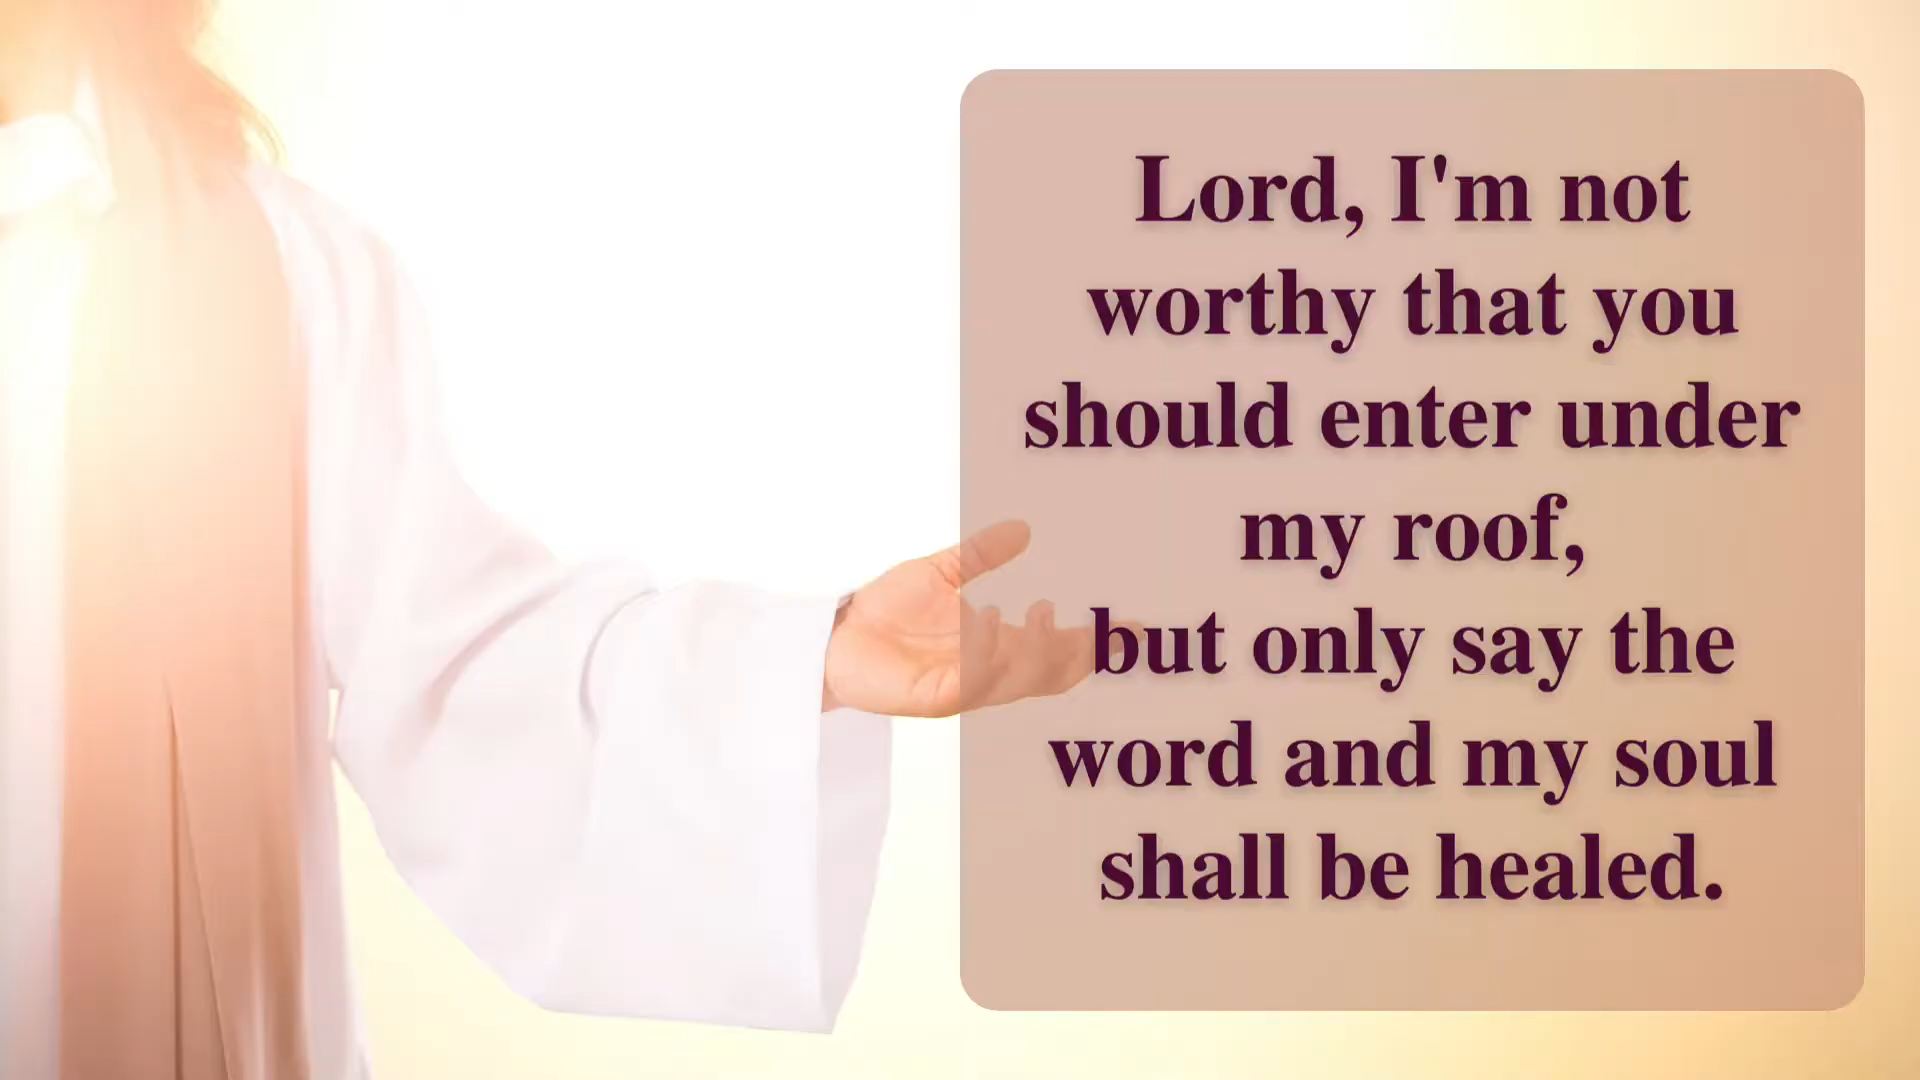 Lord, I'm not
worthy that you
should enter under
my roof,
but only say the
word and my soul
shall be healed.